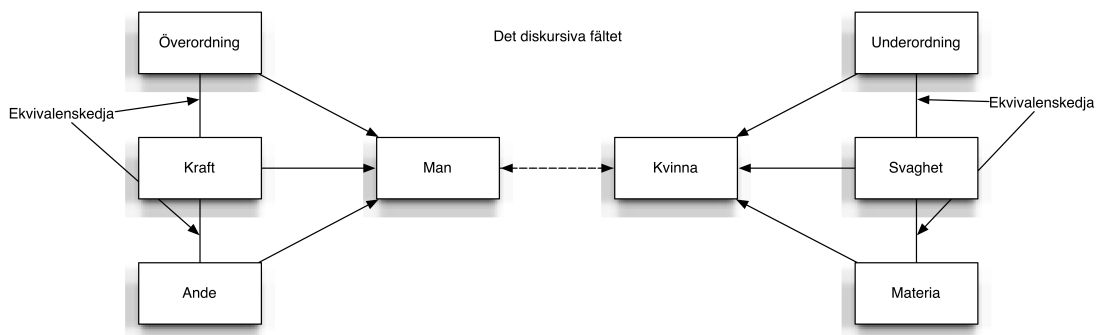 Överordning
Det diskursiva fältet
Underordning
Ekvivalenskedja
Ekvivalenskedja
Kraft
Man
Kvinna
Svaghet
Ande
Materia